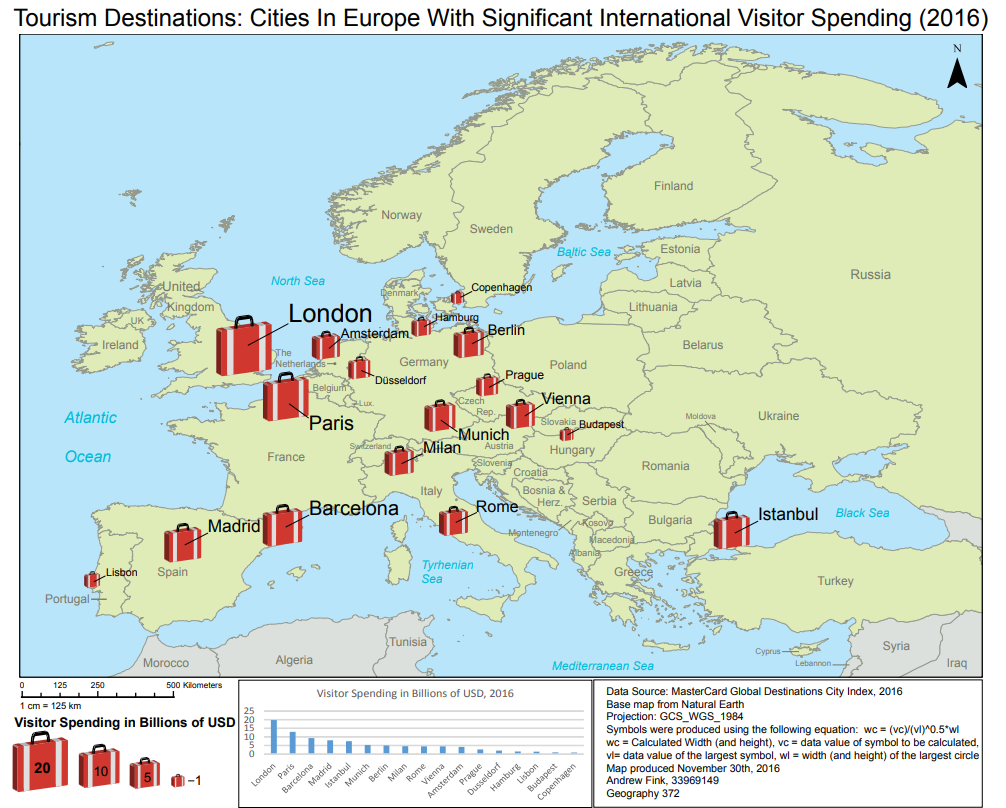 Tourism Destinations: Cities In Europe With Significant International Visitor Spending (2016)
N
Finland
Norway
Sweden
Baltic Sea
Estonia
Russia
North Sea
Latvia
United
Kingdom
Denmark
Copenhagen
Lithuania
London
UK
Hamburg
Ireland
Amsterdam
Berlin
Belarus
The
Netherlands
Germany
Poland
Düsseldorf
Prague
Belgium
Lux.
Czech
Rep.
Vienna
Atlantic
Ocean
Paris
Moldova
Ukraine
Slovakia
Budapest
Munich
Switzerland
Milan
Austria
Hungary
France
Slovenia
Romania
Croatia
Italy
Bosnia &
Herz.
Serbia
Barcelona
Rome
Istanbul
Black Sea
Madrid
Kosovo
Bulgaria
Montenegro
Macedonia
Albania
Lisbon
Spain
Tyrhenian
Sea
Greece
Turkey
Portugal
Tunisia
Syria
Cyprus
Morocco
Algeria
Mediterranean Sea
Lebannon
Iraq
0 125 250 500 Kilometers
1 cm = 125 km
Visitor Spending in Billions of USD
20
10
5
1
Visitor Spending in Billions of USD, 2016
25
20
15
10
5
0
London
Paris
Barcelona
Madrid
Istanbul
Munich
Berlin
Milan
Rome
Vienna
Amsterdam
Prague
Dusseldorf
Hamburg
Lisbon
Budapest
Copenhagen
Data Source: MasterCard Global Destinations City Index, 2016
Base map from Natural Earth
Projection: GCS_WGS_1984
Symbols were produced using the following equation: wc = (vc)/(vl)^0.5*wl
wc = Calculated Width (and height), vc = data value of symbol to be calculated,
vl= data value of the largest symbol, wl = width (and height) of the largest circle
Map produced November 30th, 2016
Andrew Fink, 33969149
Geography 372